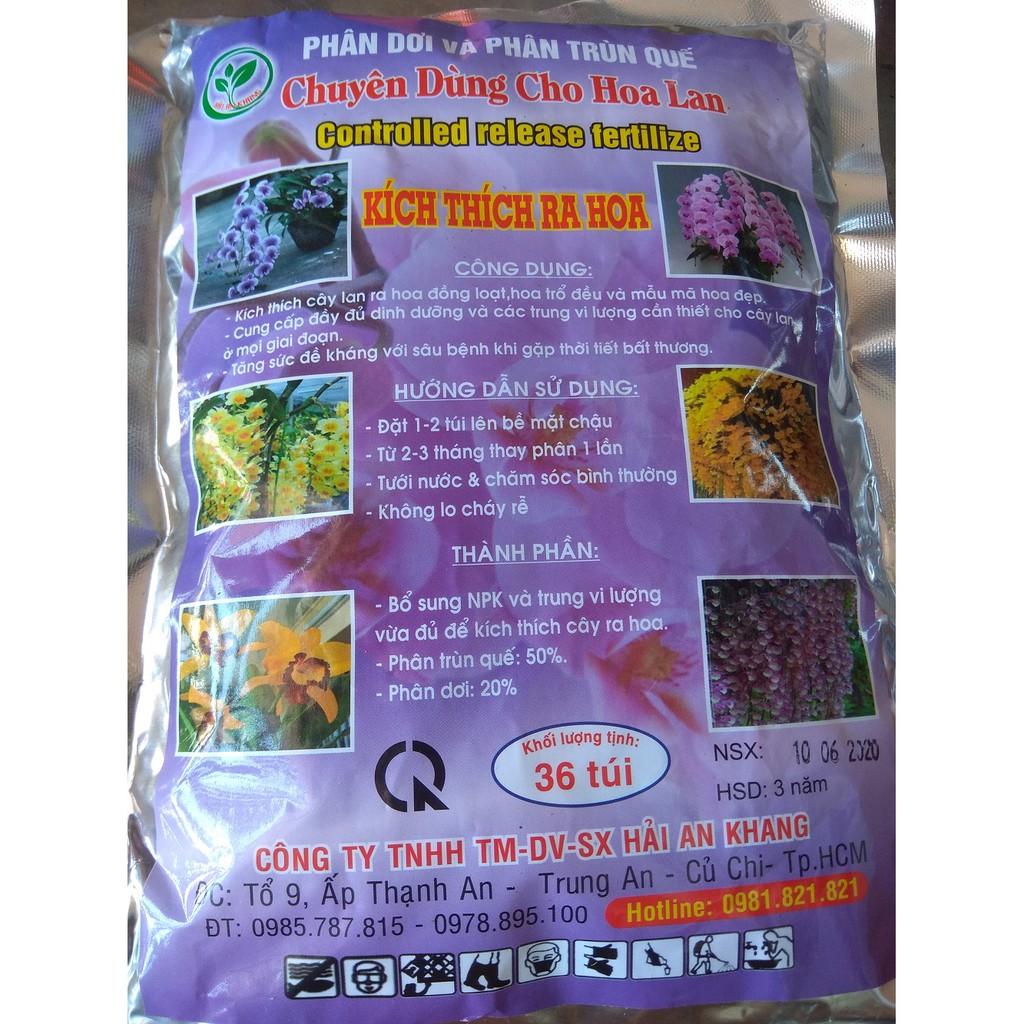 PHÂN DƠI VÀ PHÂN TRÙN QUẾ
Chuyên Dùng Cho Hoa Lan
Controlled release fertilize
KÍCH THÍCH RA HOA
CÔNG DỤNG:
- Kích thích cây lan ra hoa đồng loạt,hoa trổ đều và mẫu mã hoa đẹp.
- Cung cấp đầy đủ dinh dưỡng và các trung vi lượng cần thiết cho cây lan
ở mọi giai đoạn.
- Tăng sức đề kháng với sâu bệnh khi gặp thời tiết bất thương.
HƯỚNG DẪN SỬ DỤNG:
- Đặt 1-2 túi lên bề mặt chậu
- Từ 2-3 tháng thay phân 1 lần
- Tưới nước & chăm sóc bình thường
- Không lo cháy rễ
THÀNH PHẦN:
- Bổ sung NPK và trung vi lượng
vừa đủ để kích thích cây ra hoa.
- Phân trùn quế: 50%.
- Phân dơi: 20%
Khối lượng tịnh:
36 túi
NSX: 10 06 2020
HSD: 3 năm
CÔNG TY TNHH TM-DV-SX HẢI AN KHANG
ĐC: Tổ 9, Ấp Thạnh An - Trung An - Củ Chi- Tp.HCM
ĐT: 0985.787.815 - 0978.895.100
Hotline: 0981.821.821